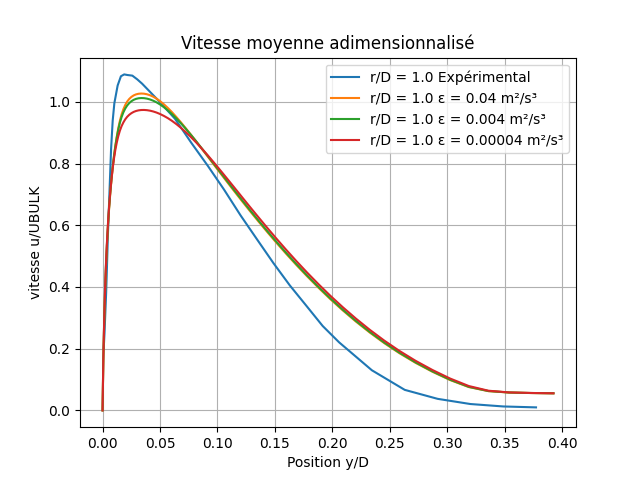 Vitesse moyenne adimensionnalisé
r/D = 1.0 Expérimental
r/D = 1.0 ε = 0.04 m²/s³
r/D = 1.0 ε = 0.004 m²/s³
r/D = 1.0 ε = 0.00004 m²/s³
vitesse u/UBULK
1.0
0.8
0.6
0.4
0.2
0.0
0.00 0.05 0.10 0.15 0.20 0.25 0.30 0.35 0.40
Position y/D